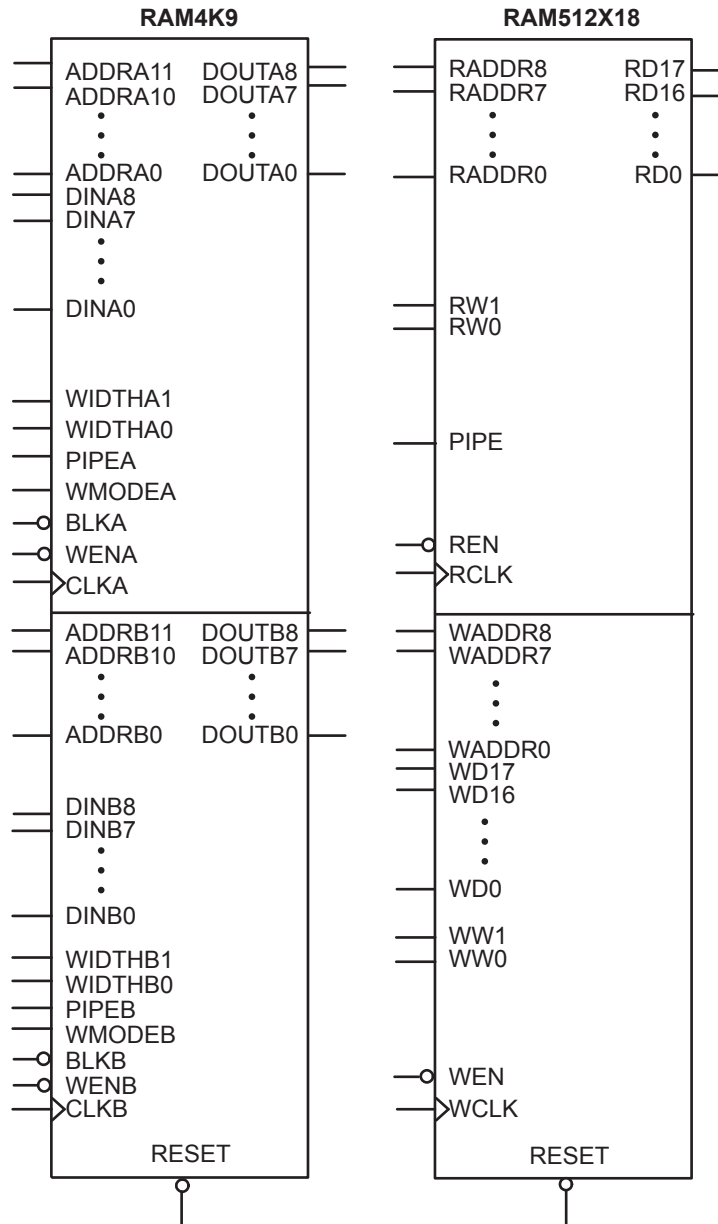 RAM4K9
ADDRA11 DOUTA8
ADDRA10 DOUTA7
ADDRA0 DOUTA0
DINA8
DINA7
DINA0
WIDTHA1
WIDTHA0
PIPEA
WMODEA
BLKA
WENA
CLKA
ADDRB11 DOUTB8
ADDRB10 DOUTB7
ADDRB0 DOUTB0
DINB8
DINB7
DINB0
WIDTHB1
WIDTHB0
PIPEB
WMODEB
BLKB
WENB
CLKB
RESET
RAM512X18
RADDR8 RD17
RADDR7 RD16
RADDR0 RD0
RW1
RW0
PIPE
REN
RCLK
WADDR8
WADDR7
WADDR0
WD17
WD16
WD0
WW1
WW0
WEN
WCLK
RESET